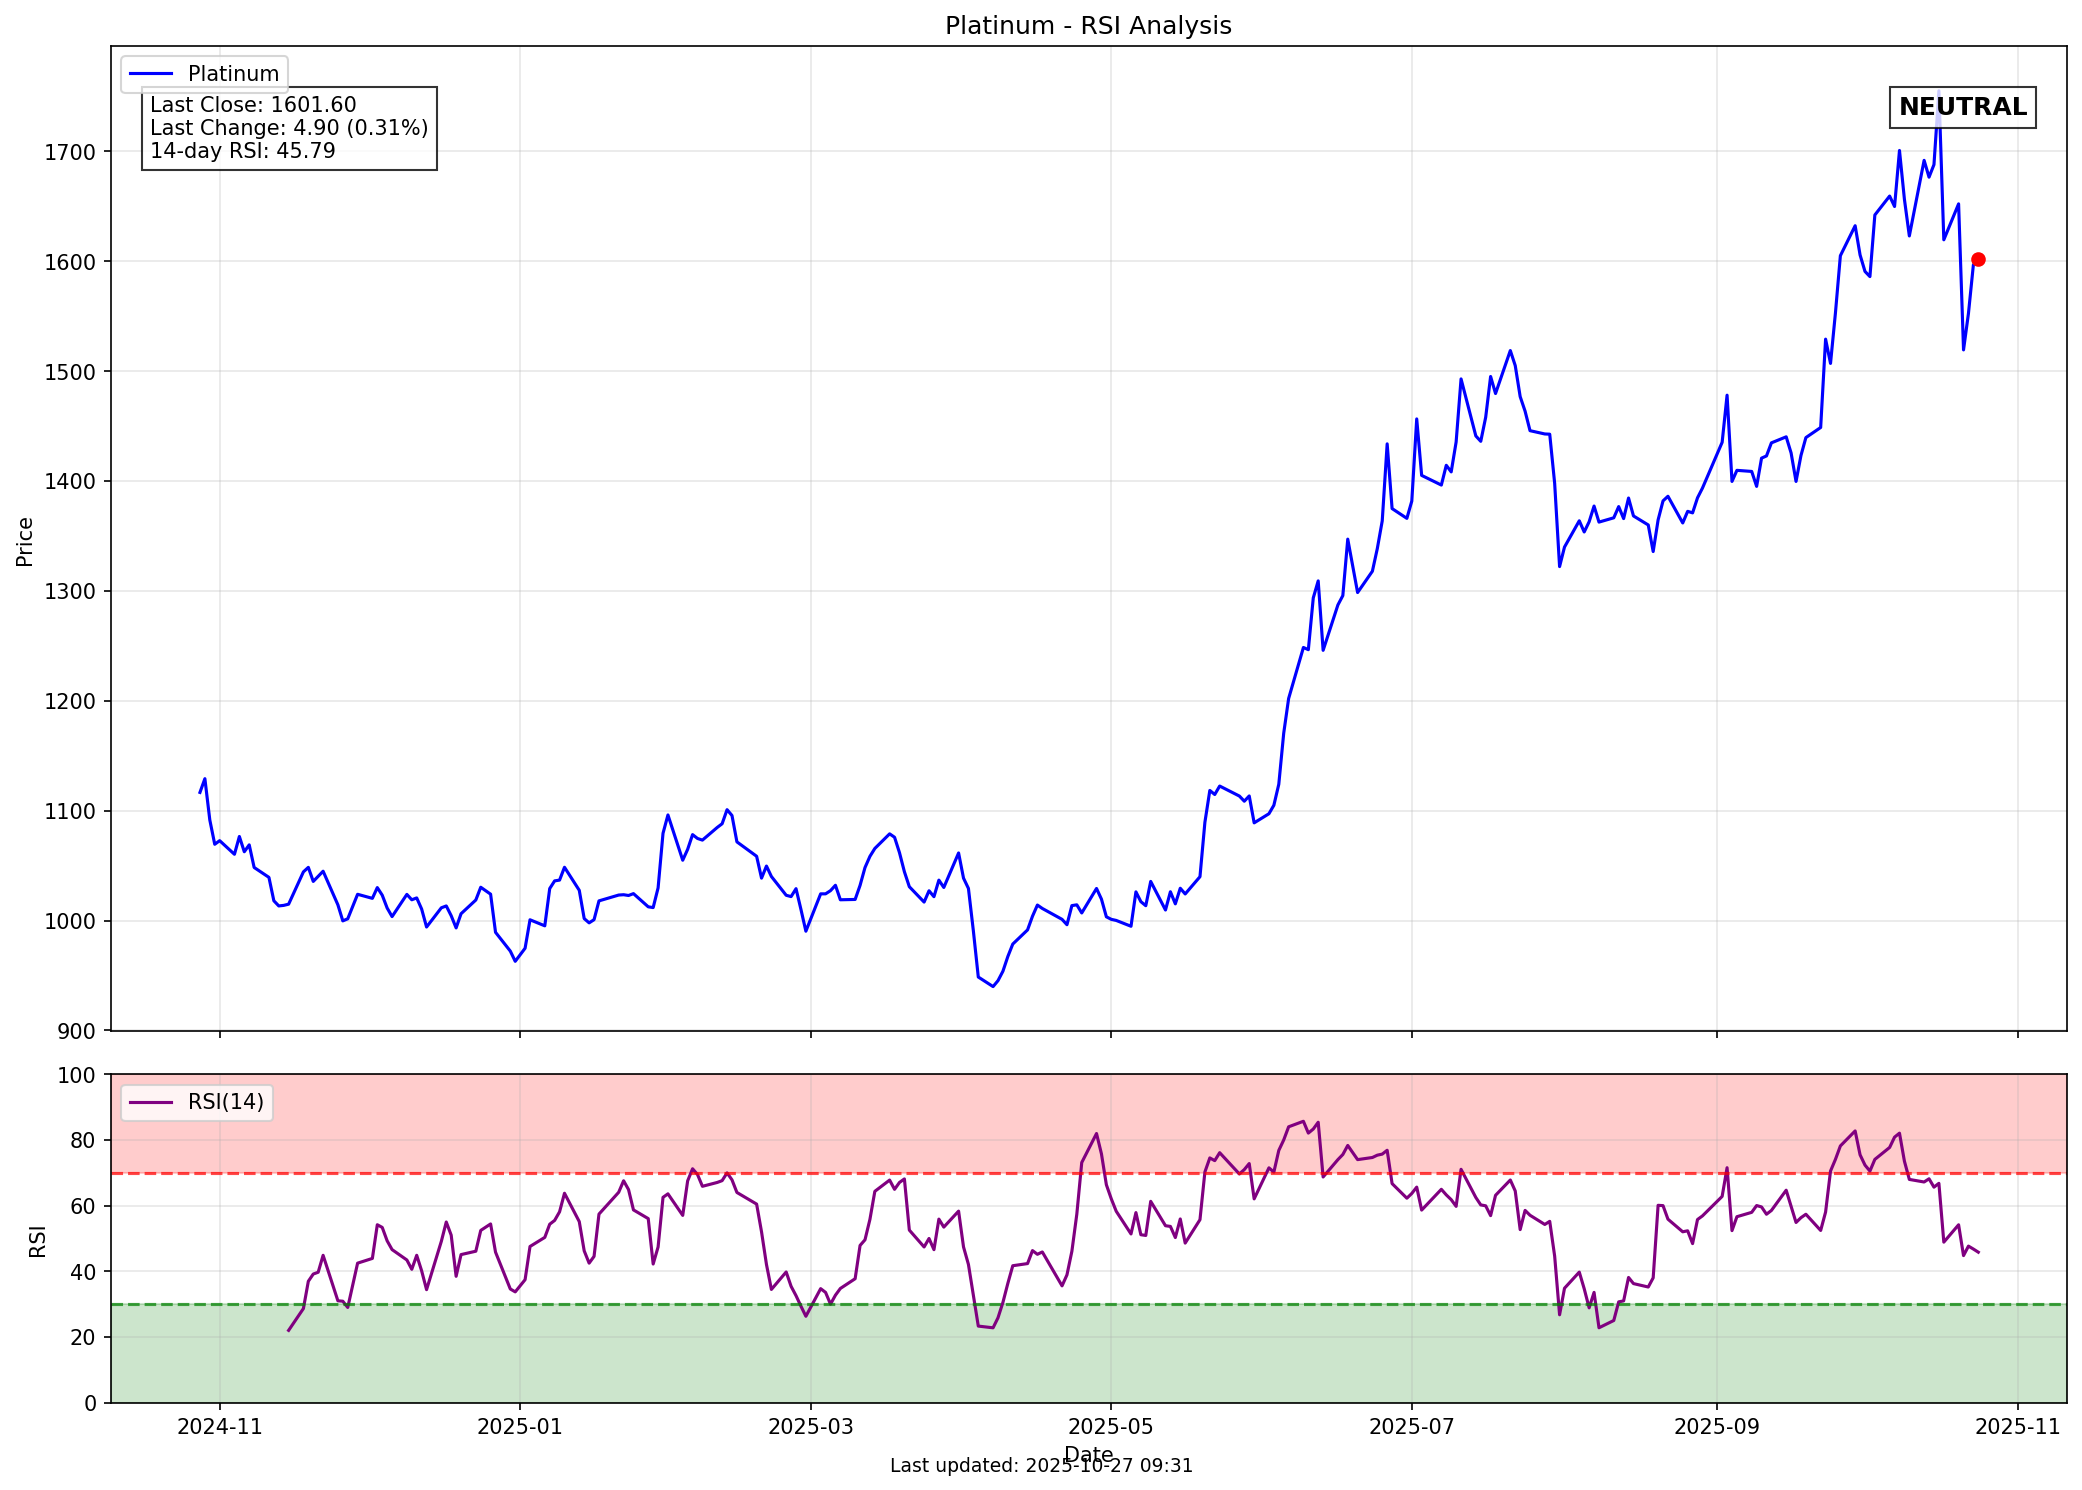 Platinum - RSI Analysis
Platinum
Last Close: 1601.60
Last Change: 4.90 (0.31%)
14-day RSI: 45.79
NEUTRAL
1700
1600
1500
1400
1300
1200
1100
1000
900
Price
RSI(14)
100
80
60
40
20
0
RSI
2024-11
2025-01
2025-03
2025-05
2025-07
2025-09
2025-11
Date
Last updated: 2025-10-27 09:31